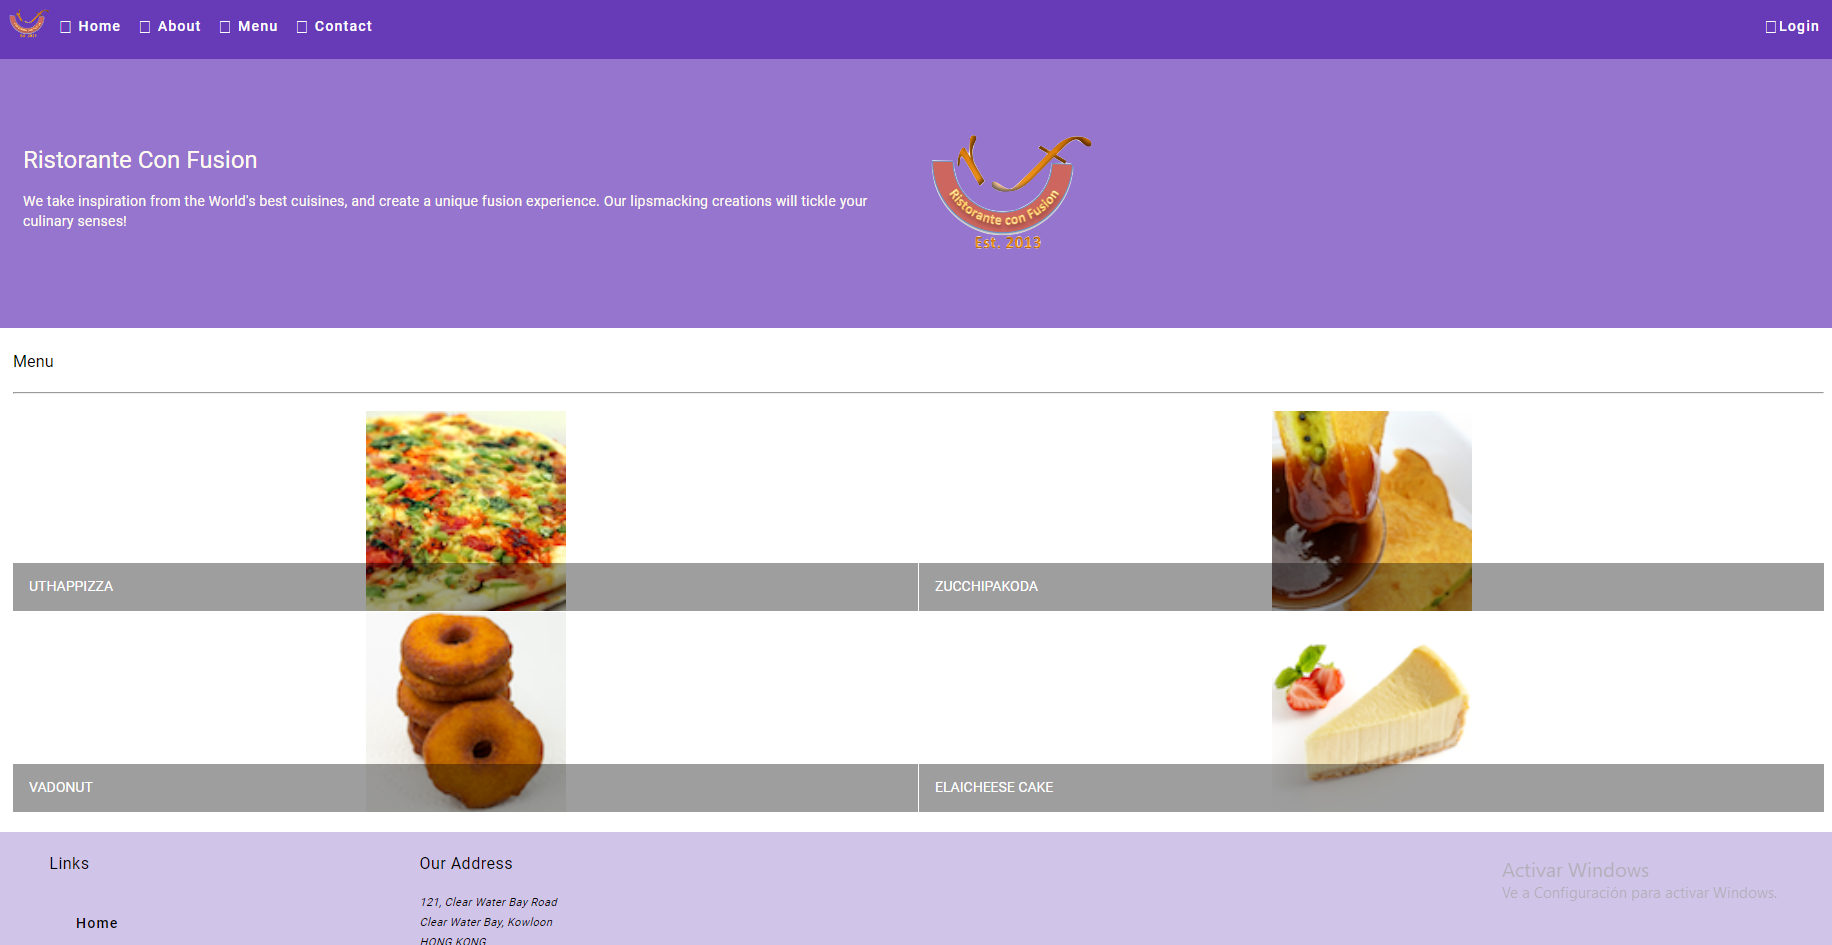 Home About Menu Contact Login
Ristorante Con Fusion
We take inspiration from the World's best cuisines, and create a unique fusion experience. Our lipsmacking creations will tickle your
culinary senses!
Ristorante con Fusion
Est. 2013
Menu
UTHAPPIZZA
ZUCCHIPAKODA
VADONUT
ELAICHEESE CAKE
Links
Home
Our Address
121, Clear Water Bay Road
Clear Water Bay, Kowloon
HONG KONG
Activar Windows
Ve a Configuración para activar Windows.